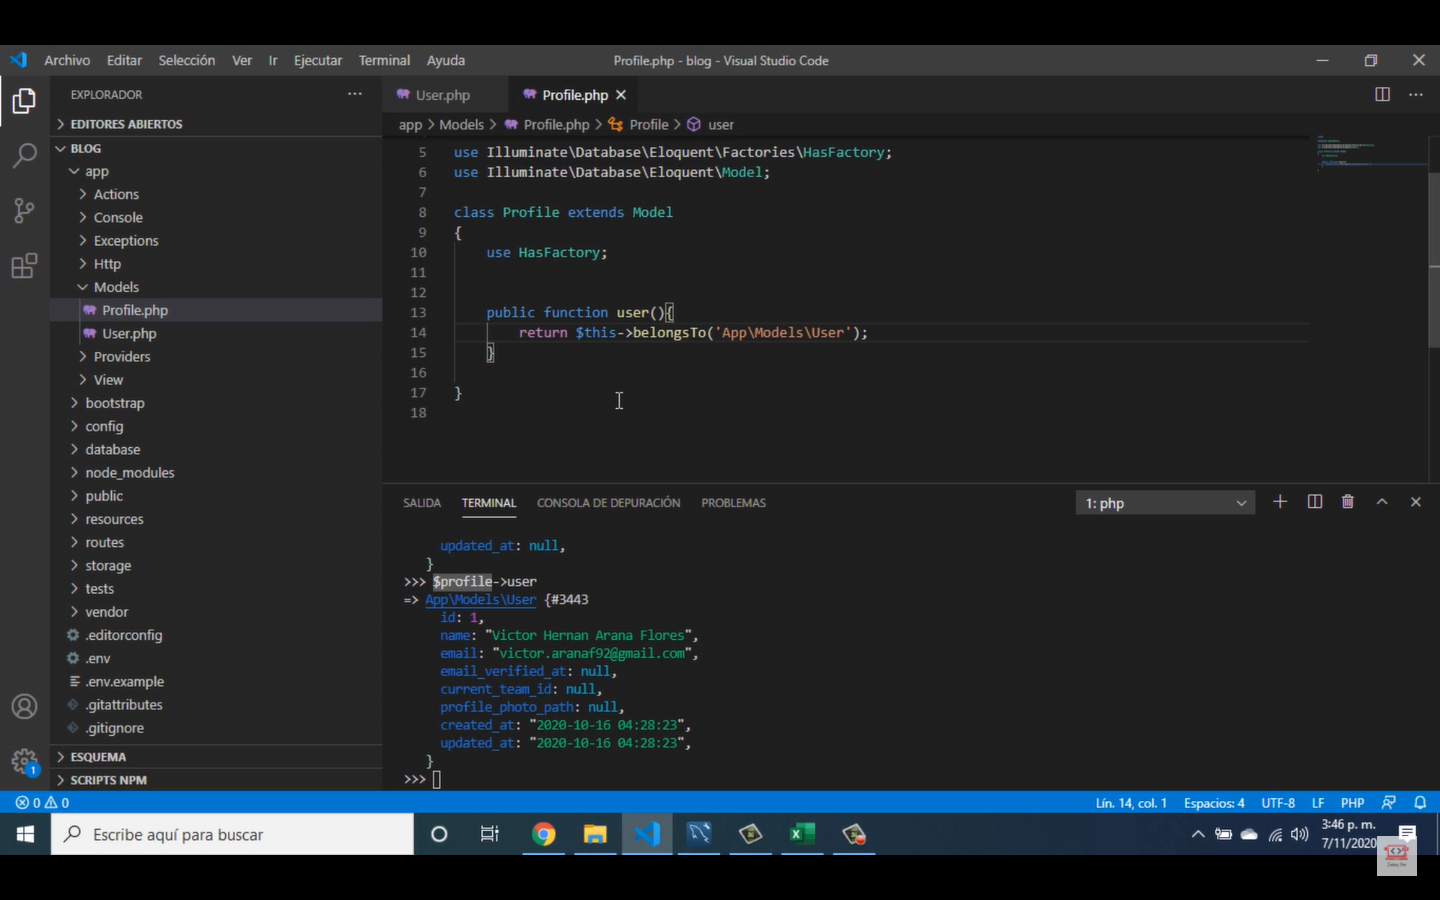 Archivo Editar Selección Ver Ir Ejecutar Terminal Ayuda Profile.php - blog - Visual Studio Code
EXPLORADOR ···
EDITORES ABIERTOS
BLOG
app
Actions
Console
Exceptions
Http
Models
Profile.php
User.php
Providers
View
bootstrap
config
database
node_modules
public
resources
routes
storage
tests
vendor
.editorconfig
.env
.env.example
.gitattributes
.gitignore
ESQUEMA
SCRIPTS NPM
1
User.php Profile.php
app > Models > Profile.php > Profile > user
5 use Illuminate\Database\Eloquent\Factories\HasFactory;
6 use Illuminate\Database\Eloquent\Model;
7
8 class Profile extends Model
9 {
10 use HasFactory;
11
12
13 public function user(){
14 return $this->belongsTo('App\Models\User');
15 }
16
17 }
18
SALIDA TERMINAL CONSOLA DE DEPURACIÓN PROBLEMAS 1: php
updated_at: null,
}
>>> $profile->user
=> App\Models\User {#3443
id: 1,
name: "Victor Hernan Arana Flores",
email: "victor.aranaf92@gmail.com",
email_verified_at: null,
current_team_id: null,
profile_photo_path: null,
created_at: "2020-10-16 04:28:23",
updated_at: "2020-10-16 04:28:23",
}
>>>
0 0 Lín. 14, col. 1 Espacios: 4 UTF-8 LF PHP
Escribe aquí para buscar
3:46 p. m.
7/11/2020